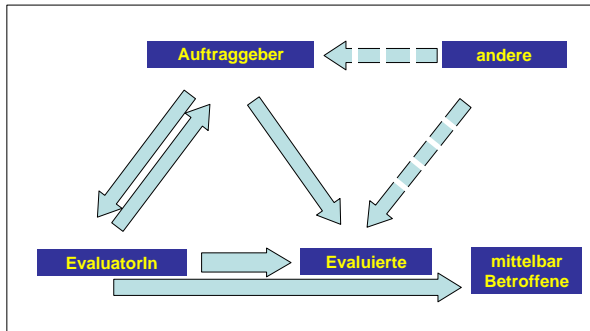 Auftraggeber
andere
EvaluatorIn
Evaluierte
mittelbar
Betroffene